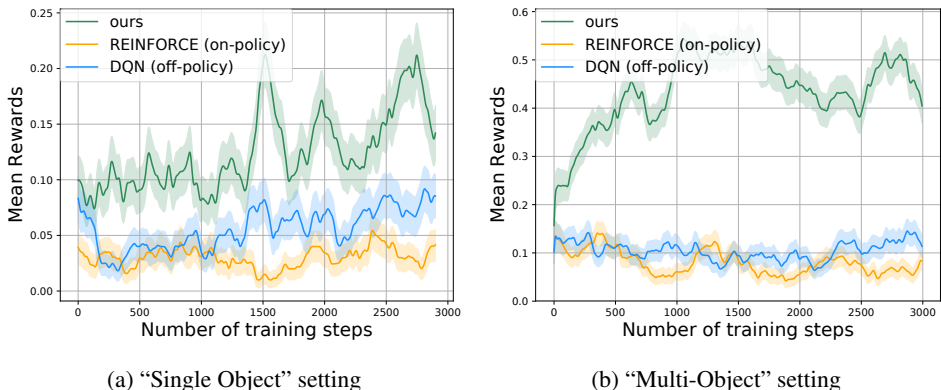 0.25
0.20
0.15
0.10
0.05
0.00
Mean Rewards
ours
REINFORCE (on-policy)
DQN (off-policy)
0 500 1000 1500 2000 2500 3000
Number of training steps
(a) “Single Object” setting
0.6
0.5
0.4
0.3
0.2
0.1
0.0
Mean Rewards
ours
REINFORCE (on-policy)
DQN (off-policy)
0 500 1000 1500 2000 2500 3000
Number of training steps
(b) “Multi-Object” setting